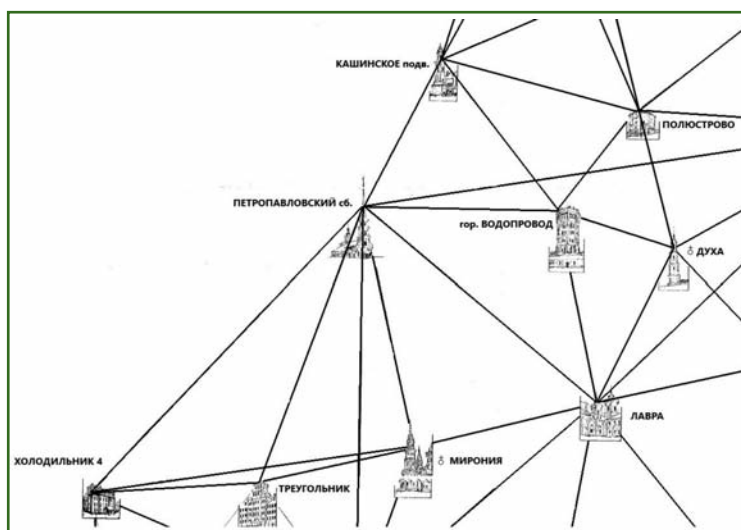 КАШИНСКОЕ подв.
ПОЛЮСТРОВО
ПЕТРОПАВЛОВСКИЙ сб.
гор. ВОДОПРОВОД
♁ ДУХА
ЛАВРА
ХОЛОДИЛЬНИК 4
♁ МИРОНИЯ
ТРЕУГОЛЬНИК